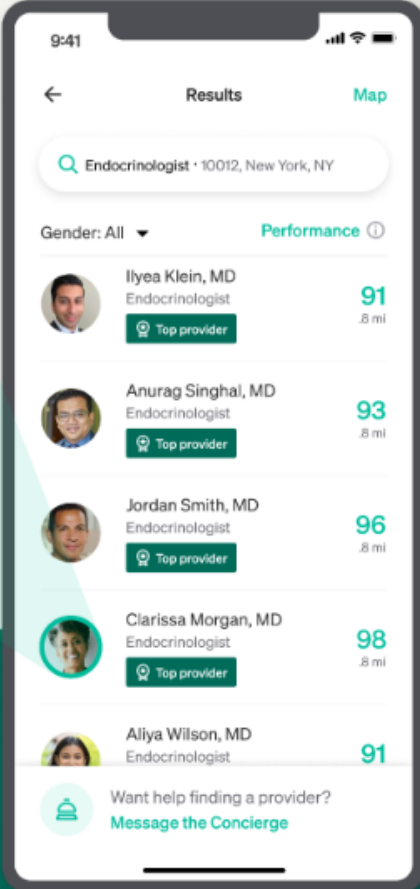 9:41
Results
Map
Endocrinologist · 10012, New York, NY
Gender: All
Performance
Ilyea Klein, MD
Endocrinologist
91
.8 mi
Top provider
Anurag Singhal, MD
Endocrinologist
93
.8 mi
Top provider
Jordan Smith, MD
Endocrinologist
96
.8 mi
Top provider
Clarissa Morgan, MD
Endocrinologist
98
.8 mi
Top provider
Aliya Wilson, MD
Endocrinologist
91
Want help finding a provider?
Message the Concierge